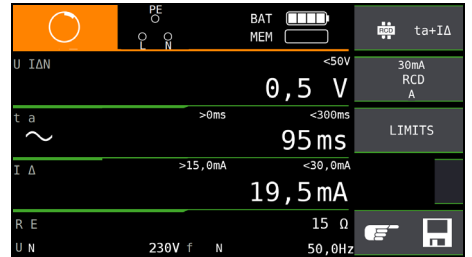 PE
L N
BAT
MEM
RCD ta+IΔ
U IΔN <50V
0,5 V
30mA
RCD
A
t a >0ms <300ms
95ms
LIMITS
I Δ >15,0mA <30,0mA
19,5mA
R E 15 Ω
U N 230V f N 50,0Hz